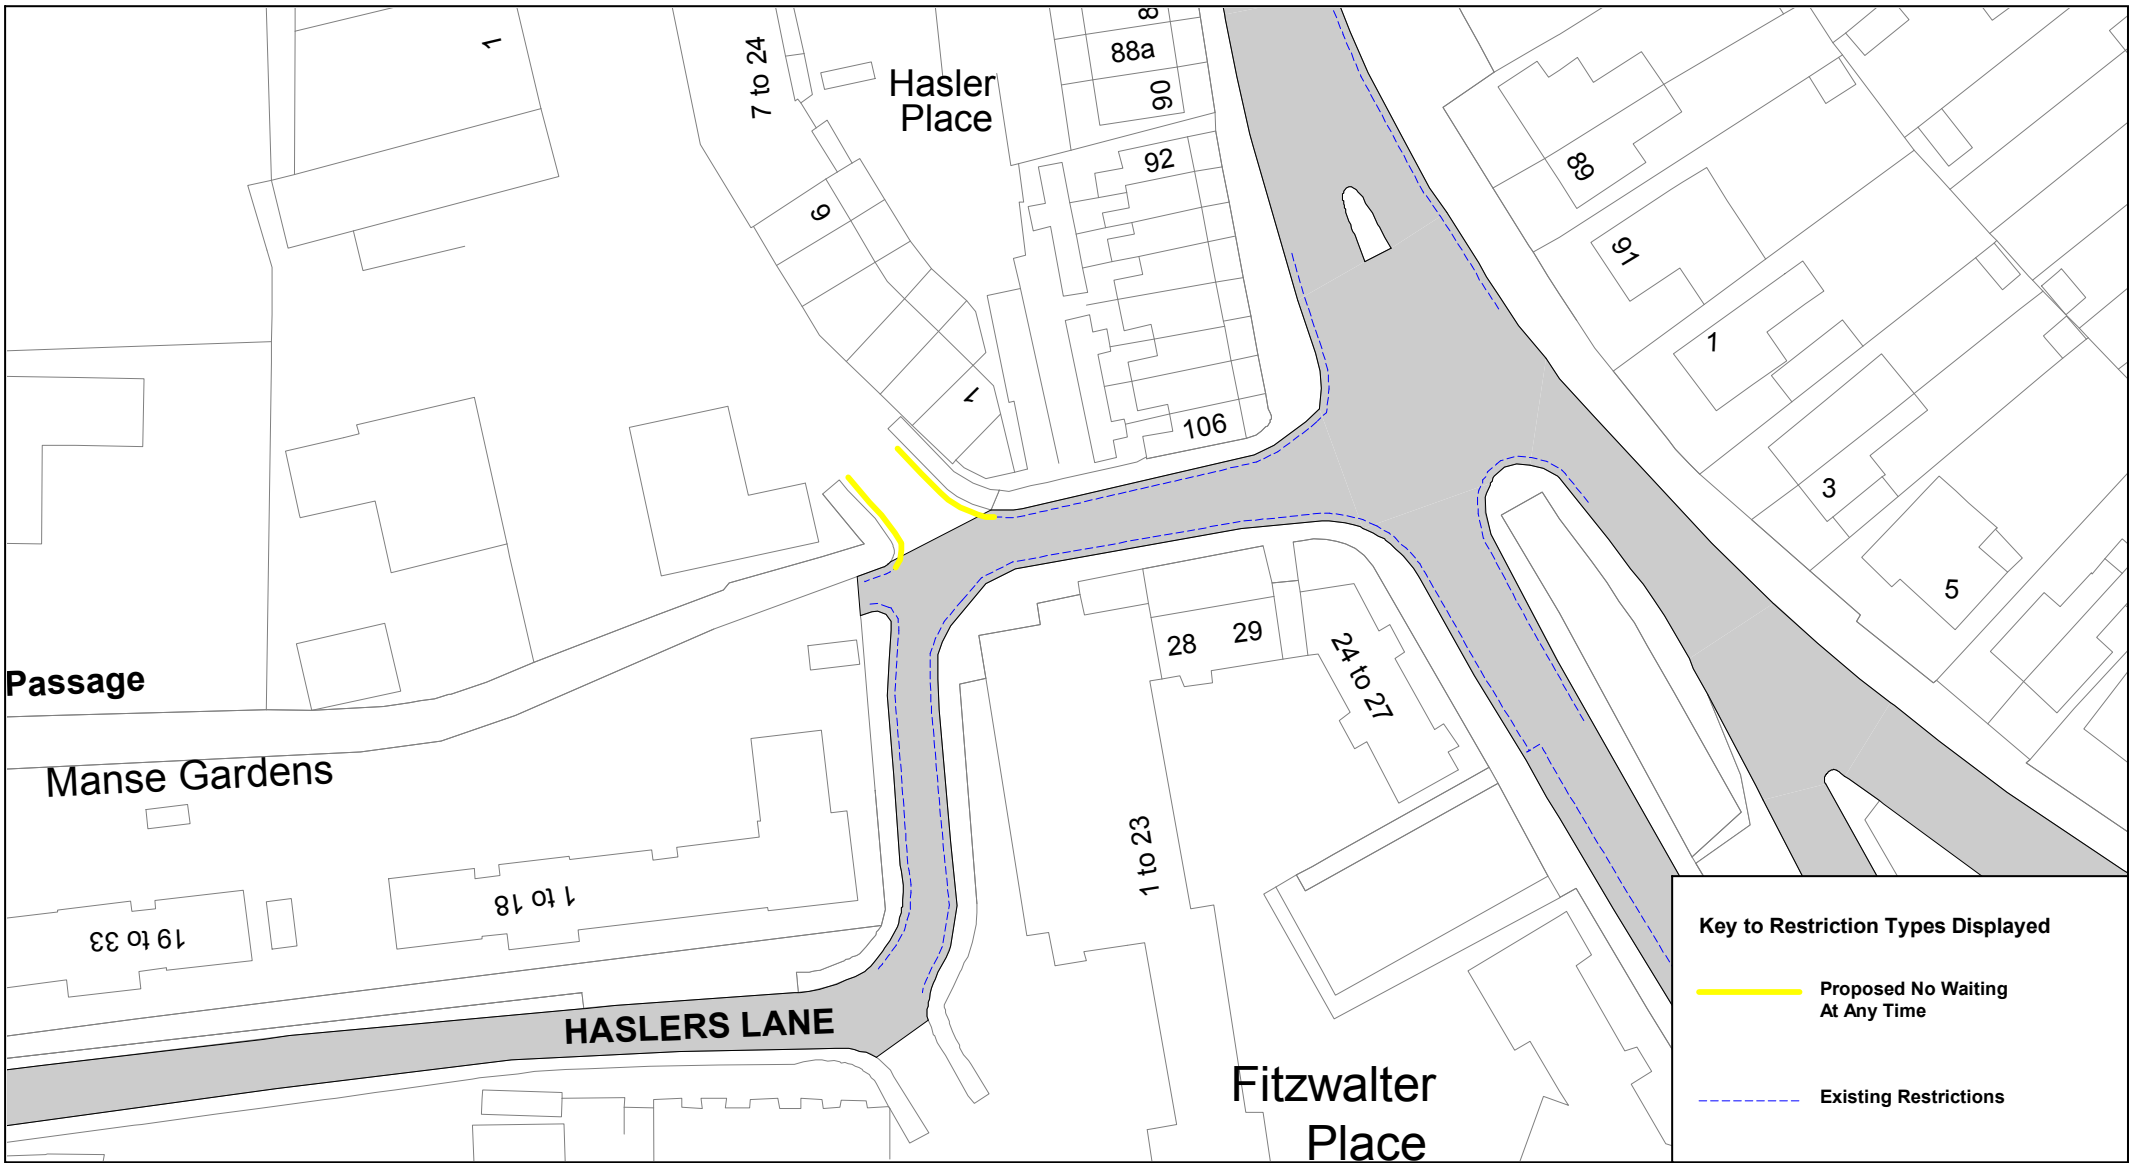 1
7 to 24
Hasler
Place
8
88a
90
92
89
91
9
1
1
106
3
5
28
29
24 to 27
Passage
Manse Gardens
1 to 23
1 to 18
19 to 33
HASLERS LANE
Fitzwalter
Place
Key to Restriction Types Displayed
Proposed No Waiting
At Any Time
Existing Restrictions